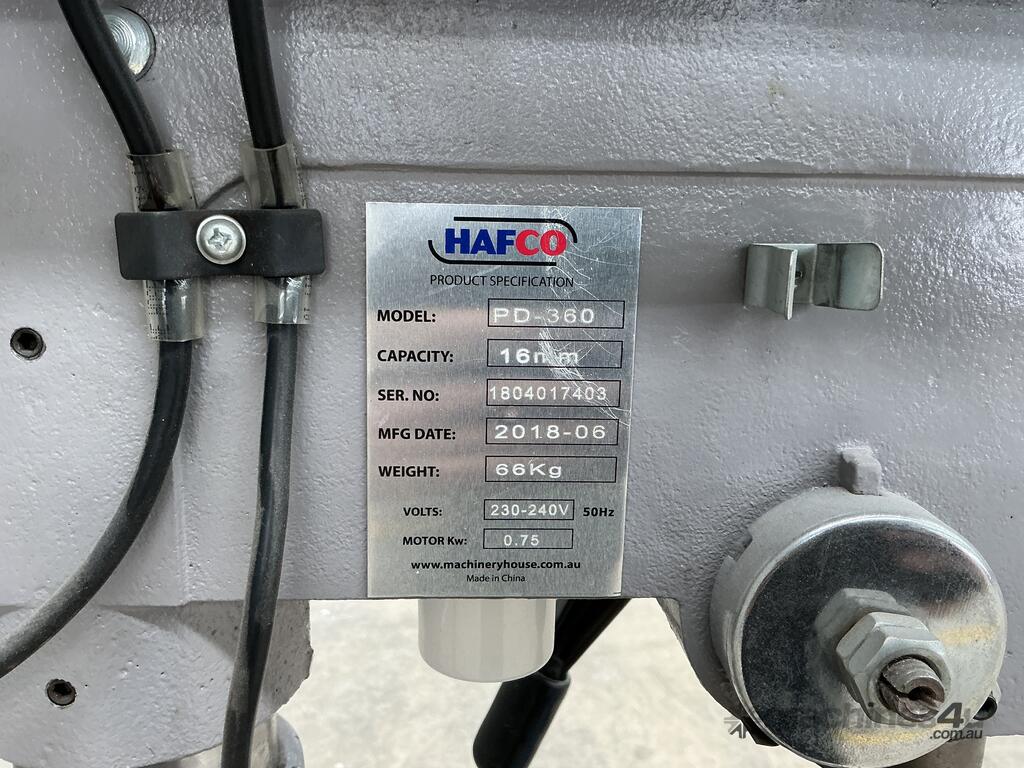 HAFCO
PRODUCT SPECIFICATION
MODEL: PD-360
CAPACITY: 16mm
SER. NO: 1804017403
MFG DATE: 2018-06
WEIGHT: 66Kg
VOLTS: 230-240V 50Hz
MOTOR Kw: 0.75
www.machineryhouse.com.au
Made in China
machines4u
.com.au